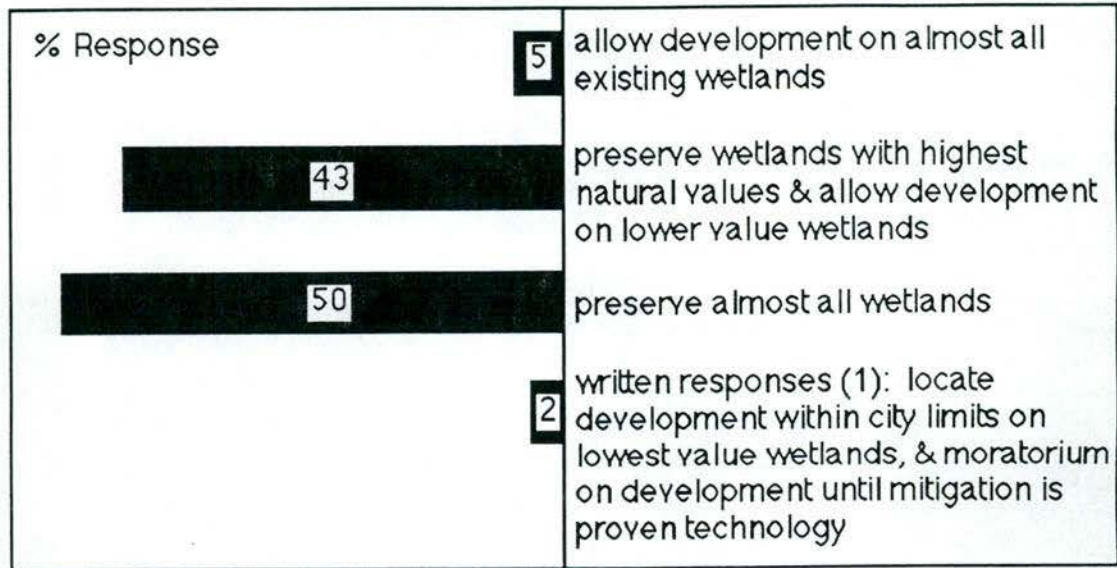 % Response
5
allow development on almost all
existing wetlands
43
preserve wetlands with highest
natural values & allow development
on lower value wetlands
50
preserve almost all wetlands
2
written responses (1): locate
development within city limits on
lowest value wetlands, & moratorium
on development until mitigation is
proven technology